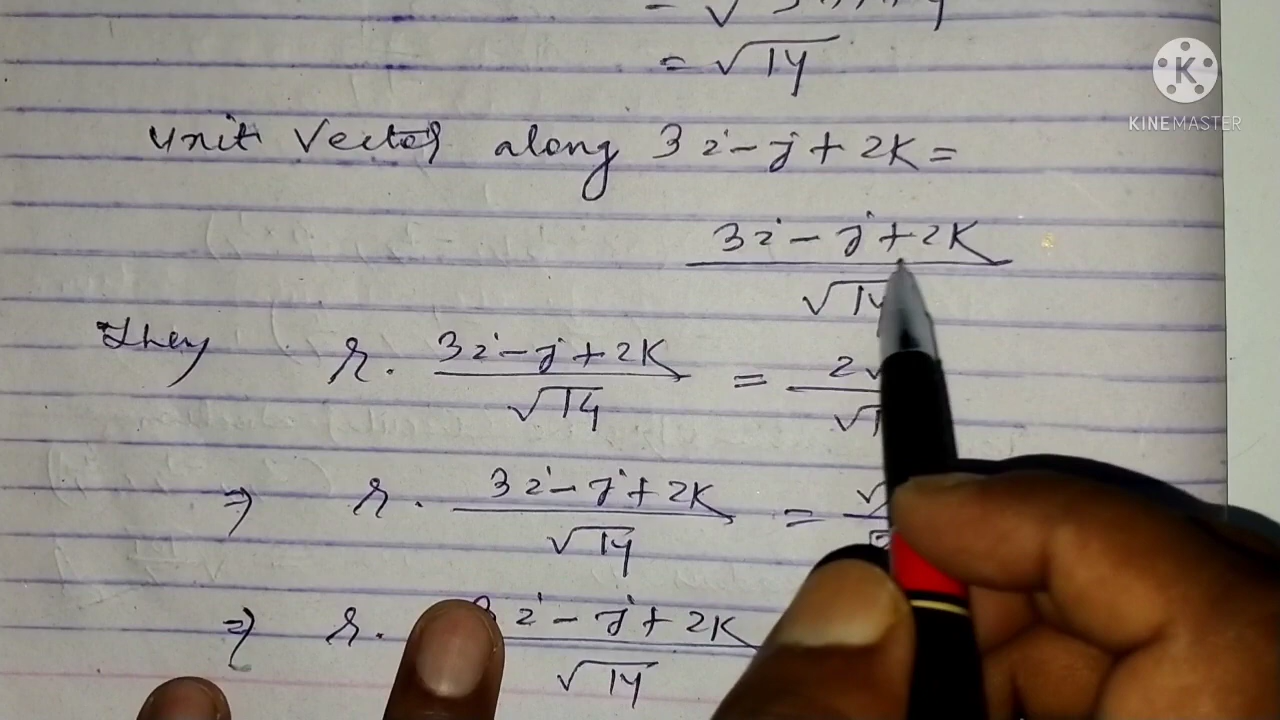 = √14
K
KINEMASTER
Unit Vector along 3i - j + 2K =
3i - j + 2K
√14
They r . 3i - j + 2K / √14 = 2√
⇒ r . 3i - j + 2K / √14 = √
⇒ r . 3i - j + 2K / √14